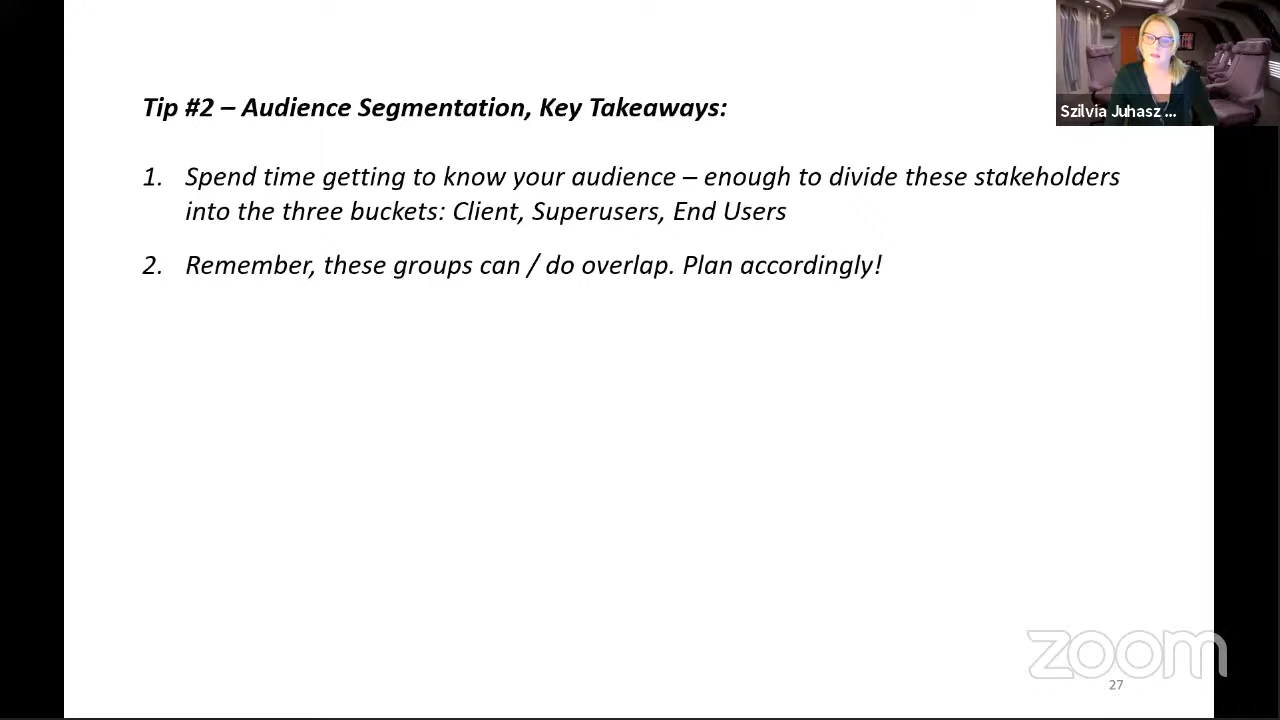 Tip #2 – Audience Segmentation, Key Takeaways:
Szilvia Juhasz ...
1. Spend time getting to know your audience – enough to divide these stakeholders
into the three buckets: Client, Superusers, End Users
2. Remember, these groups can / do overlap. Plan accordingly!
zoom
27